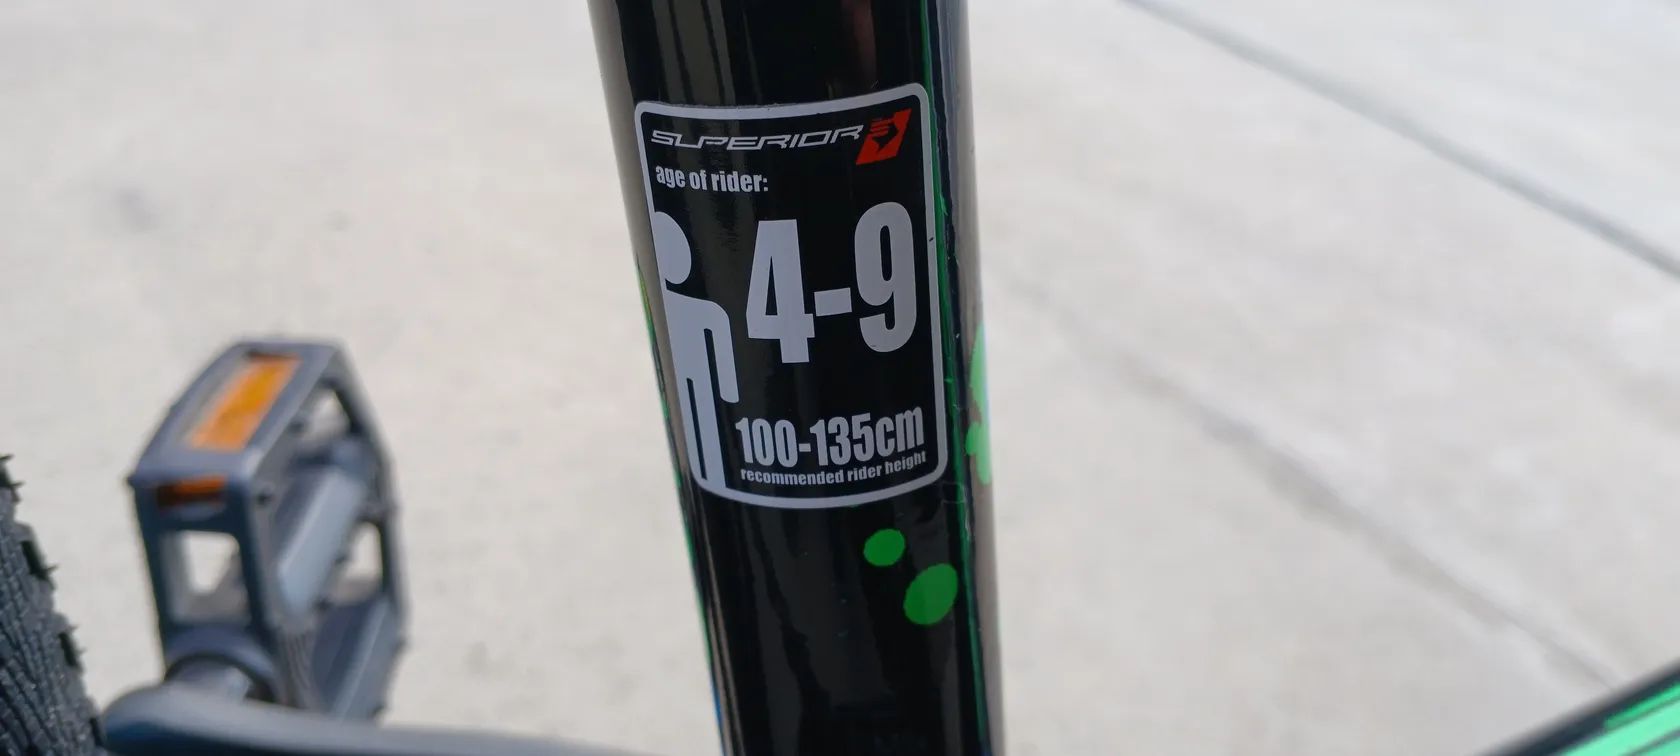 SUPERIOR
age of rider:
4-9
100-135cm
recommended rider height